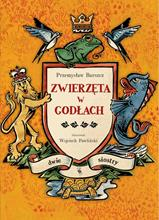 Przemysław Barszcz
ZWIERZĘTA W
GODŁACH
ilustrował
Wojciech Pawliński
dwie siostry